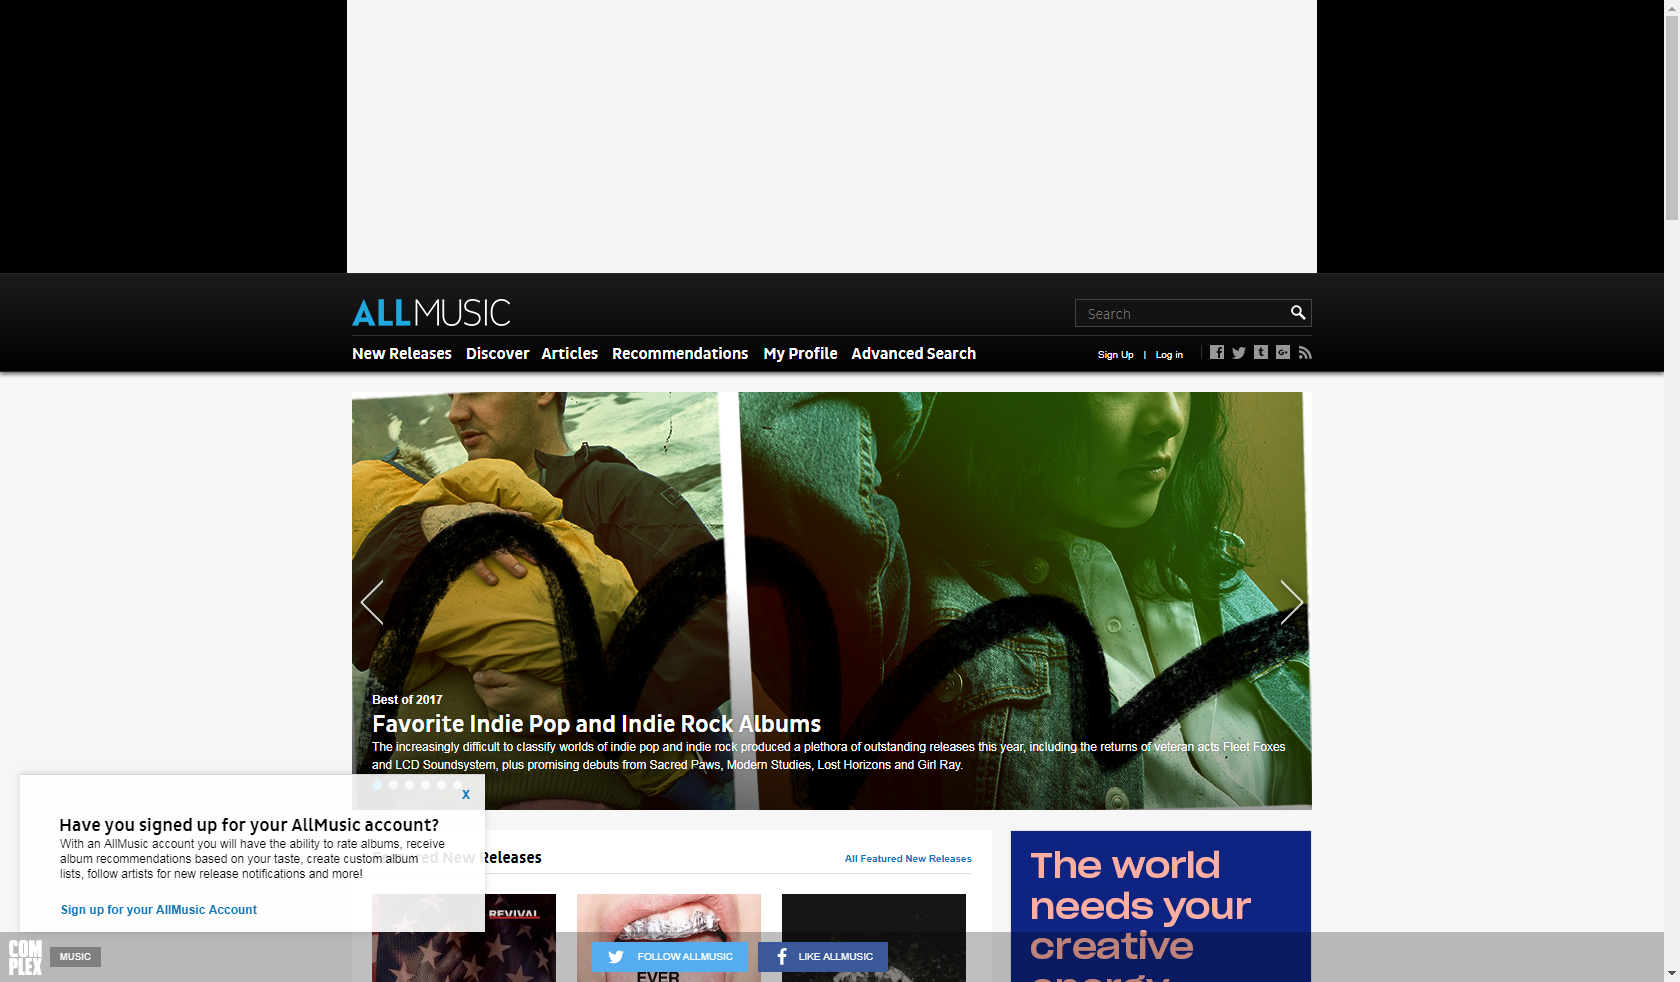 ALLMUSIC
Search
New Releases Discover Articles Recommendations My Profile Advanced Search
Sign Up | Log in
Best of 2017
Favorite Indie Pop and Indie Rock Albums
The increasingly difficult to classify worlds of indie pop and indie rock produced a plethora of outstanding releases this year, including the returns of veteran acts Fleet Foxes
and LCD Soundsystem, plus promising debuts from Sacred Paws, Modern Studies, Lost Horizons and Girl Ray.
X
Have you signed up for your AllMusic account?
With an AllMusic account you will have the ability to rate albums, receive
album recommendations based on your taste, create custom album
lists, follow artists for new release notifications and more!
Sign up for your AllMusic Account
Featured New Releases
All Featured New Releases
REVIVAL
EVER
The world
needs your
creative
energy
COM
PLEX
MUSIC
FOLLOW ALLMUSIC
LIKE ALLMUSIC